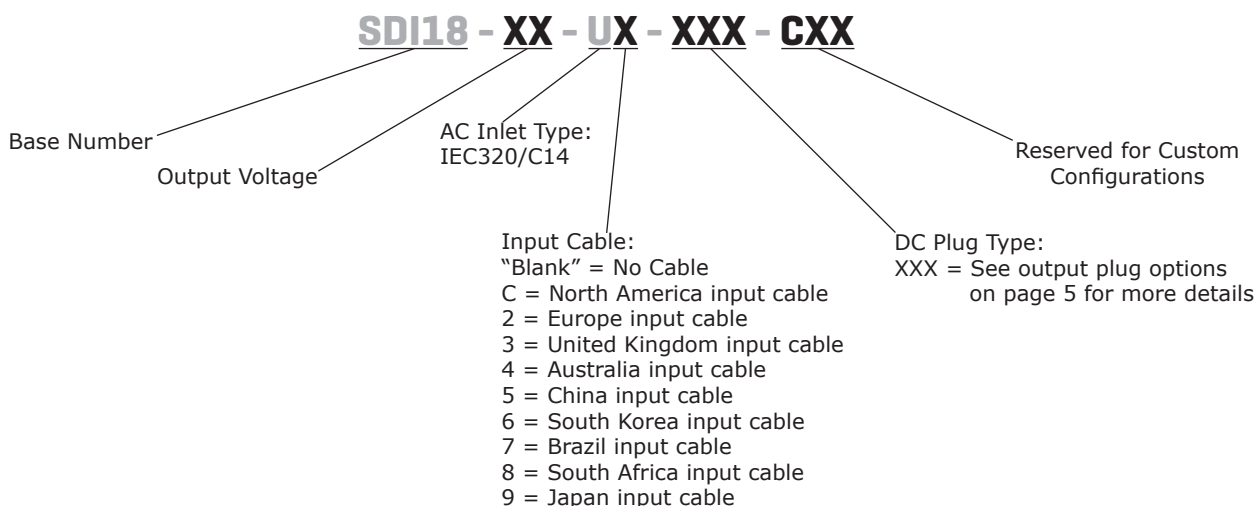 SDI18 - XX - UX - XXX - CXX
Base Number
Output Voltage
AC Inlet Type:
IEC320/C14
Input Cable:
“Blank” = No Cable
C = North America input cable
2 = Europe input cable
3 = United Kingdom input cable
4 = Australia input cable
5 = China input cable
6 = South Korea input cable
7 = Brazil input cable
8 = South Africa input cable
9 = Japan input cable
DC Plug Type:
XXX = See output plug options
on page 5 for more details
Reserved for Custom
Configurations